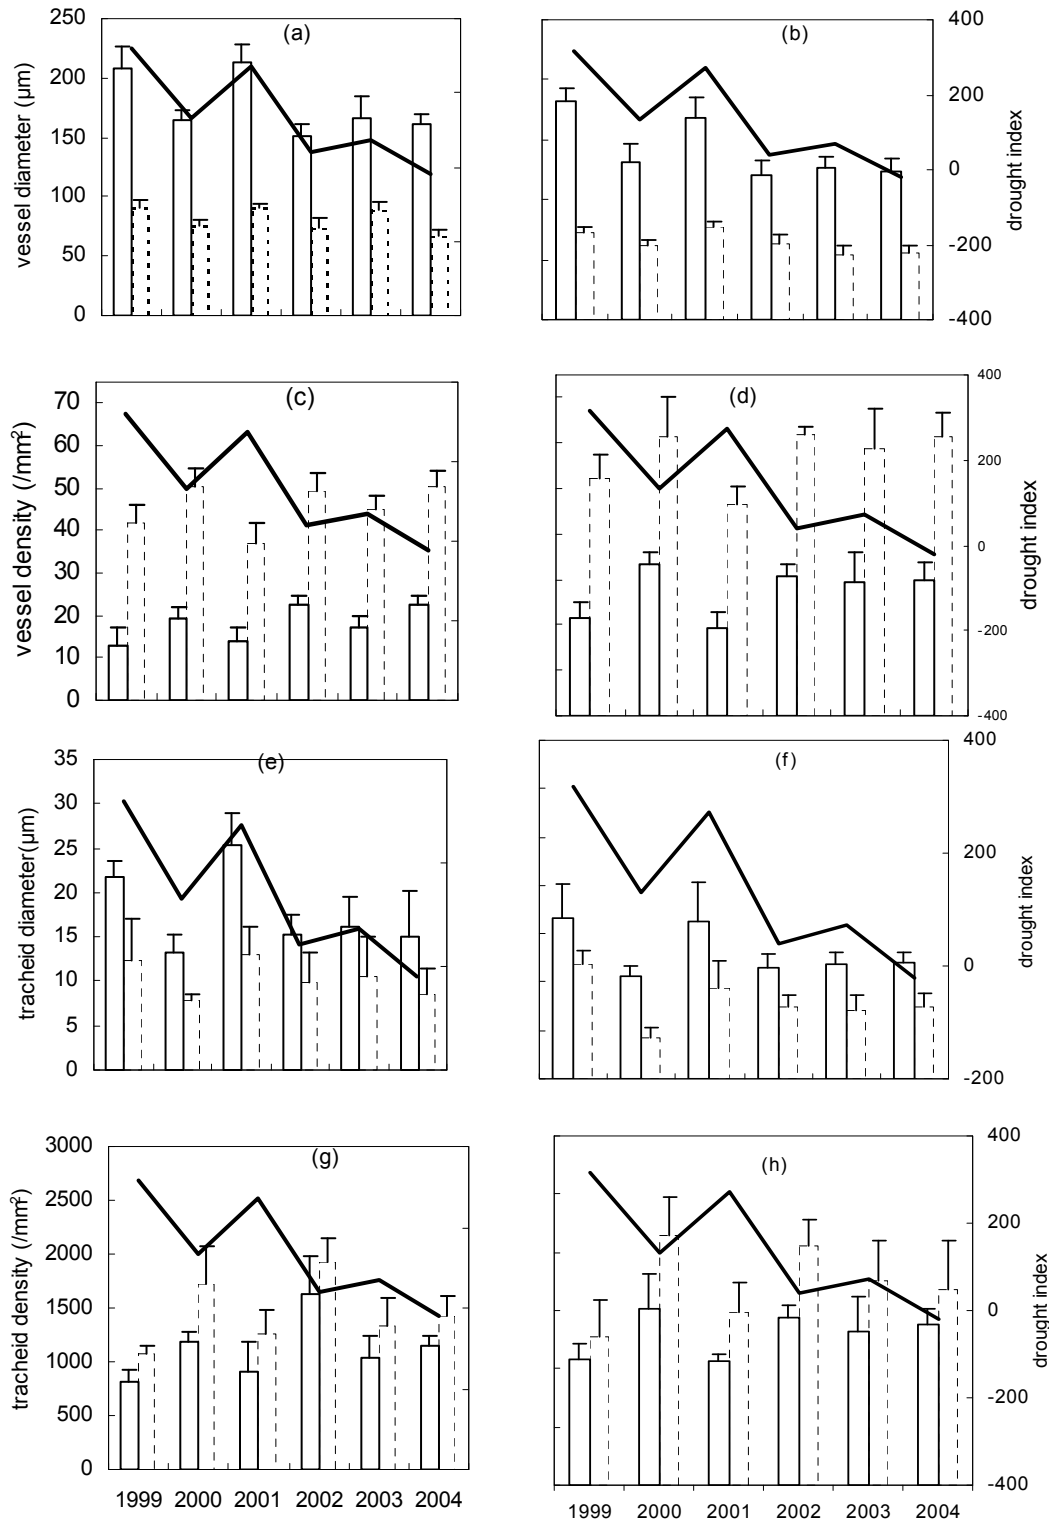 (a)
250
200
150
100
50
0
vessel diameter (µm)
(b)
400
200
0
-200
-400
drought index
(c)
70
60
50
40
30
20
10
0
vessel density (/mm²)
(d)
400
200
0
-200
-400
drought index
(e)
35
30
25
20
15
10
5
0
tracheid diameter(µm)
(f)
400
200
0
-200
drought index
(g)
3000
2500
2000
1500
1000
500
0
tracheid density (/mm²)
1999 2000 2001 2002 2003 2004
(h)
400
200
0
-200
-400
drought index
1999 2000 2001 2002 2003 2004